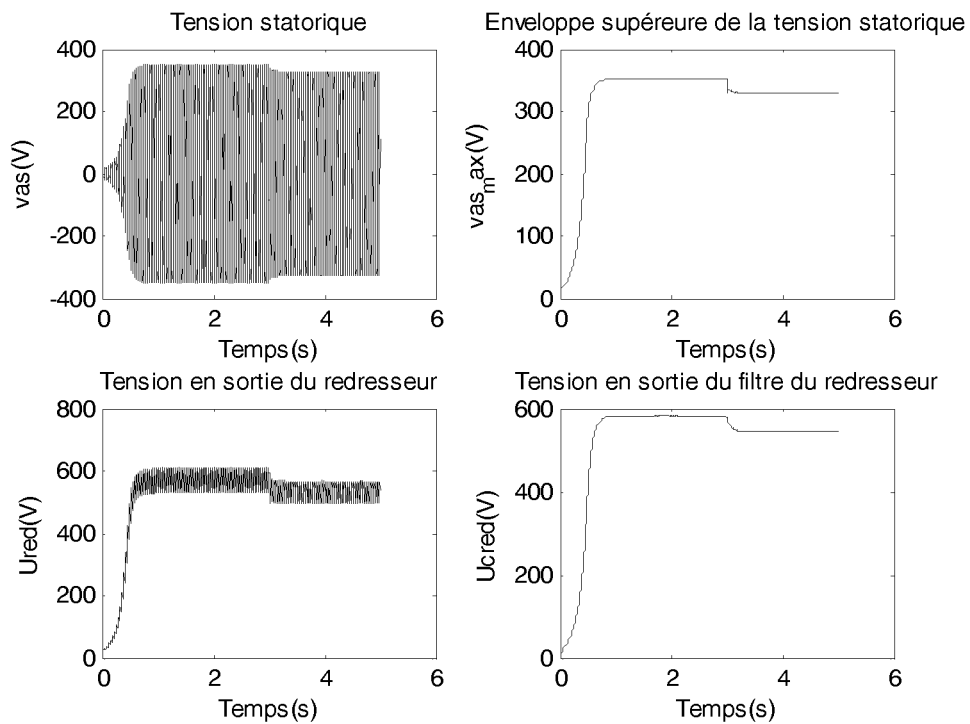 Tension statorique
400
200
0
-200
-400
vas(V)
0
2
4
6
Temps(s)
Enveloppe supéreure de la tension statorique
400
300
200
100
0
vas_max(V)
0
2
4
6
Temps(s)
Tension en sortie du redresseur
800
600
400
200
0
Ured(V)
0
2
4
6
Temps(s)
Tension en sortie du filtre du redresseur
600
400
200
0
Ucred(V)
0
2
4
6
Temps(s)